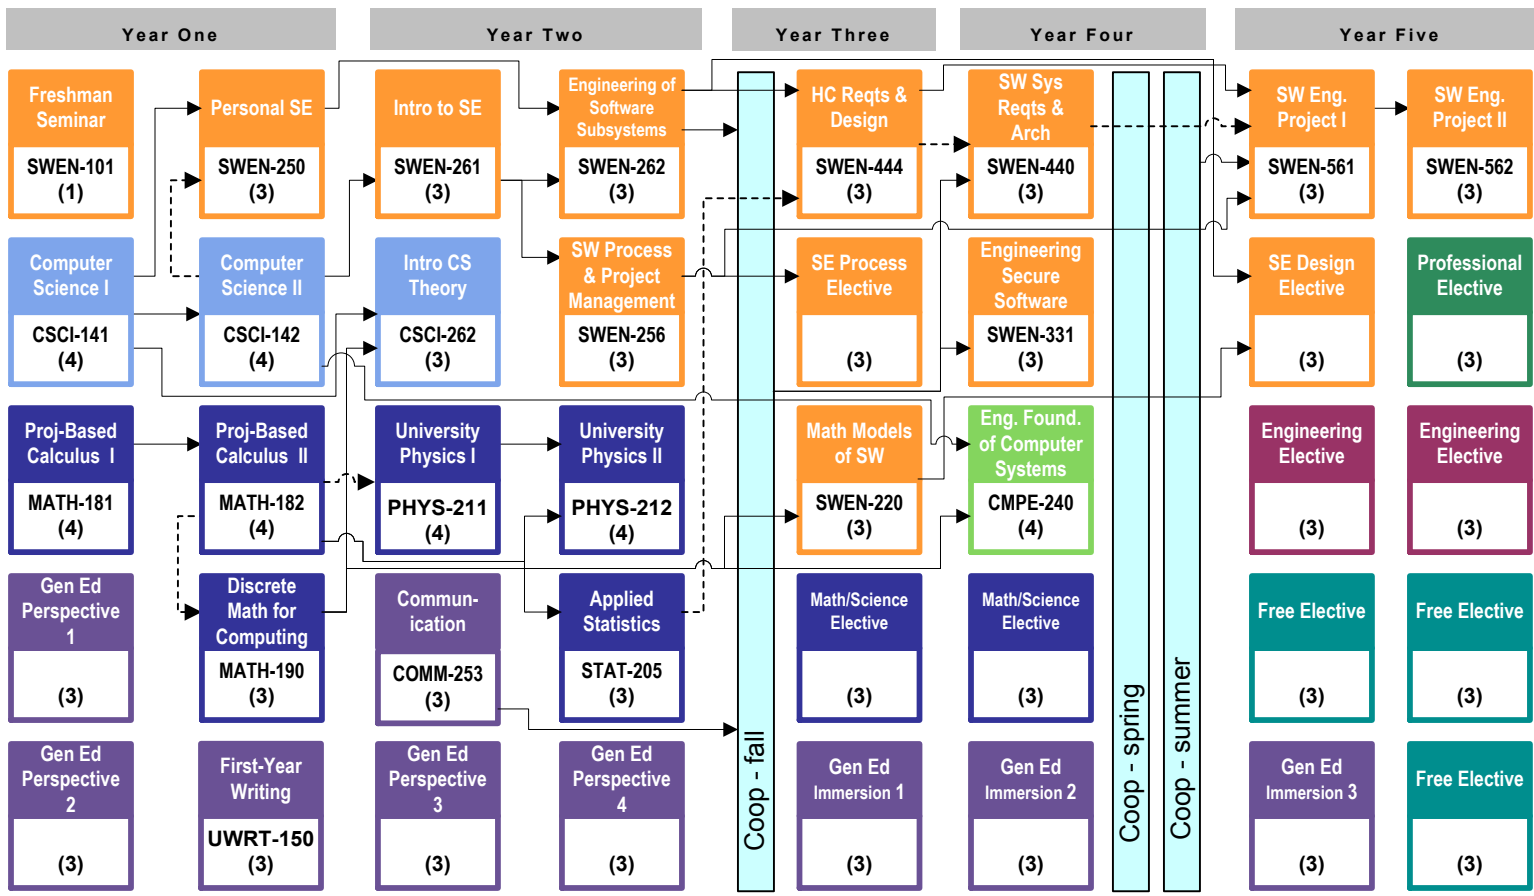 Year One
Year Two
Year Three
Year Four
Year Five
Freshman
Seminar
SWEN-101
(1)
Personal SE
SWEN-250
(3)
Intro to SE
SWEN-261
(3)
Engineering of
Software
Subsystems
SWEN-262
(3)
HC Reqts &
Design
SWEN-444
(3)
SW Sys
Reqts &
Arch
SWEN-440
(3)
SW Eng.
Project I
SWEN-561
(3)
SW Eng.
Project II
SWEN-562
(3)
Computer
Science I
CSCI-141
(4)
Computer
Science II
CSCI-142
(4)
Intro CS
Theory
CSCI-262
(3)
SW Process
& Project
Management
SWEN-256
(3)
SE Process
Elective
(3)
Engineering
Secure
Software
SWEN-331
(3)
SE Design
Elective
(3)
Professional
Elective
(3)
Proj-Based
Calculus I
MATH-181
(4)
Proj-Based
Calculus II
MATH-182
(4)
University
Physics I
PHYS-211
(4)
University
Physics II
PHYS-212
(4)
Math Models
of SW
SWEN-220
(3)
Eng. Found.
of Computer
Systems
CMPE-240
(4)
Engineering
Elective
(3)
Engineering
Elective
(3)
Gen Ed
Perspective
1
(3)
Discrete
Math for
Computing
MATH-190
(3)
Commun-
ication
COMM-253
(3)
Applied
Statistics
STAT-205
(3)
Math/Science
Elective
(3)
Math/Science
Elective
(3)
Free Elective
(3)
Free Elective
(3)
Gen Ed
Perspective
2
(3)
First-Year
Writing
UWRT-150
(3)
Gen Ed
Perspective
3
(3)
Gen Ed
Perspective
4
(3)
Coop - fall
Gen Ed
Immersion 1
(3)
Gen Ed
Immersion 2
(3)
Coop - spring
Coop - summer
Gen Ed
Immersion 3
(3)
Free Elective
(3)